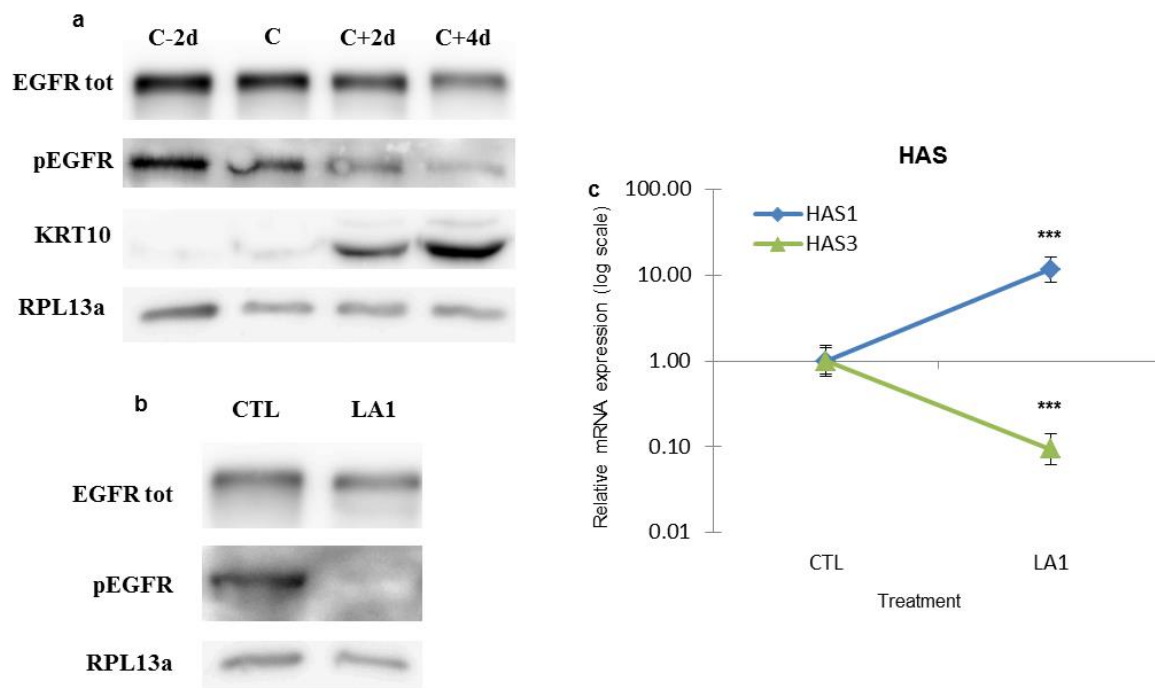 a
C-2d C C+2d C+4d
EGFR tot
pEGFR
KRT10
RPL13a
b
CTL LA1
EGFR tot
pEGFR
RPL13a
HAS
c
Relative mRNA expression (log scale)
100.00
10.00
1.00
0.10
0.01
HAS1
HAS3
***
***
CTL LA1
Treatment